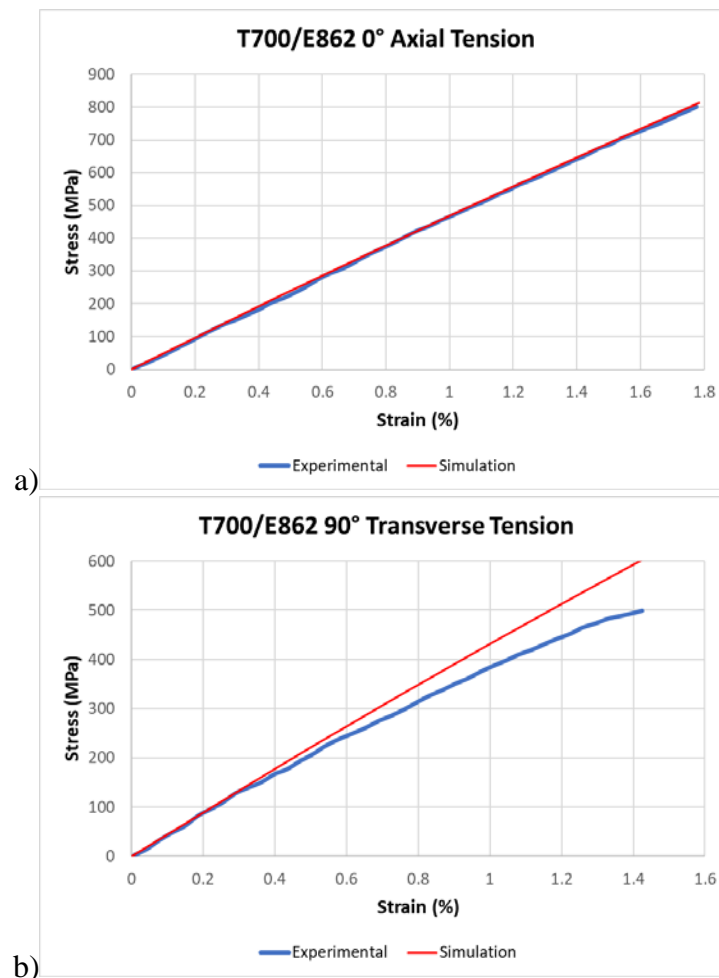 T700/E862 0° Axial Tension
900
800
700
600
500
400
300
200
100
0
Stress (MPa)
0 0.2 0.4 0.6 0.8 1 1.2 1.4 1.6 1.8
Strain (%)
Experimental Simulation
a)
T700/E862 90° Transverse Tension
600
500
400
300
200
100
0
Stress (MPa)
0 0.2 0.4 0.6 0.8 1 1.2 1.4 1.6
Strain (%)
Experimental Simulation
b)